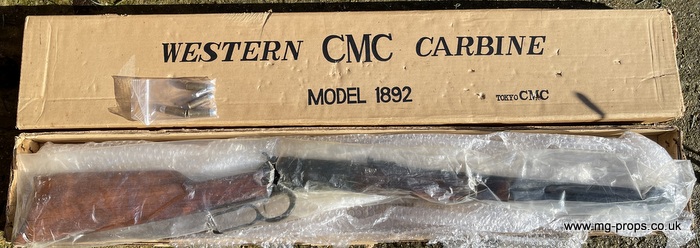 WESTERN CMC CARBINE
MODEL 1892
TOKYO CMC
www.mg-props.co.uk